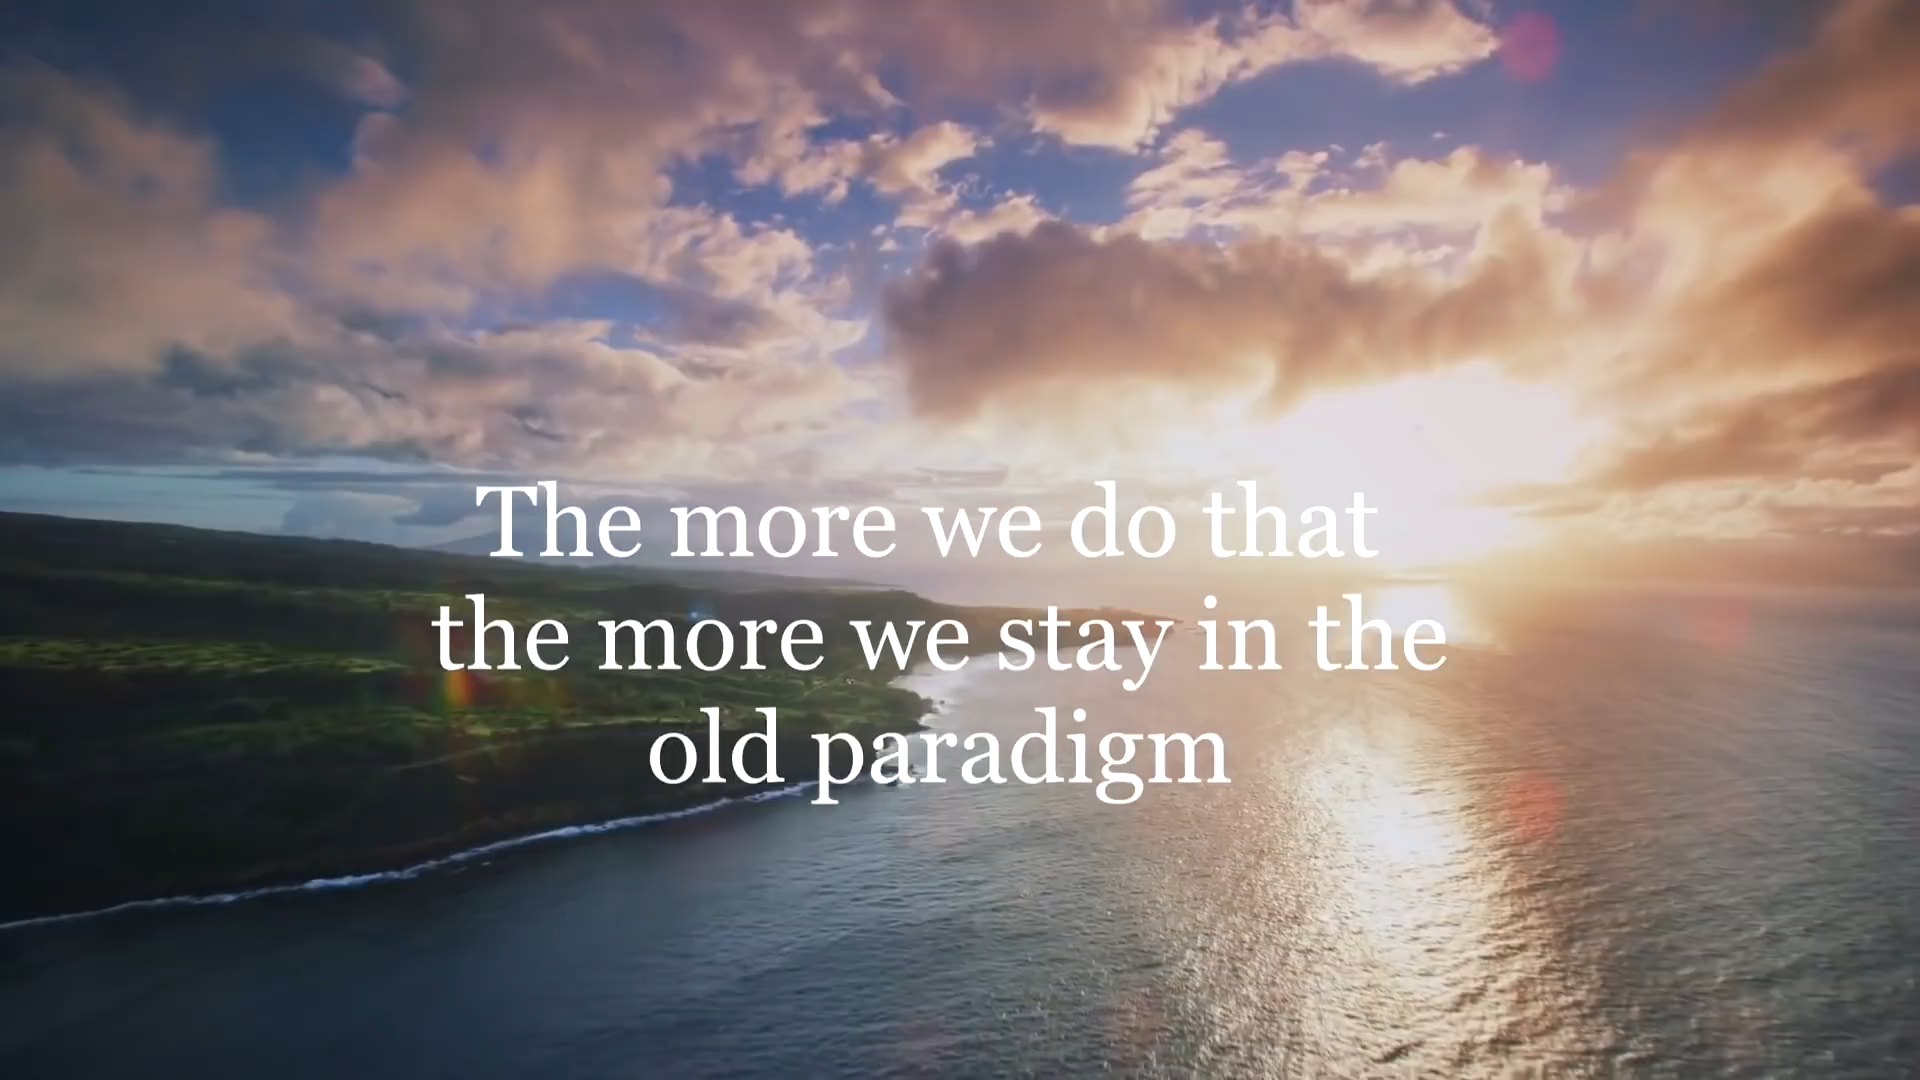 The more we do that
the more we stay in the
old paradigm